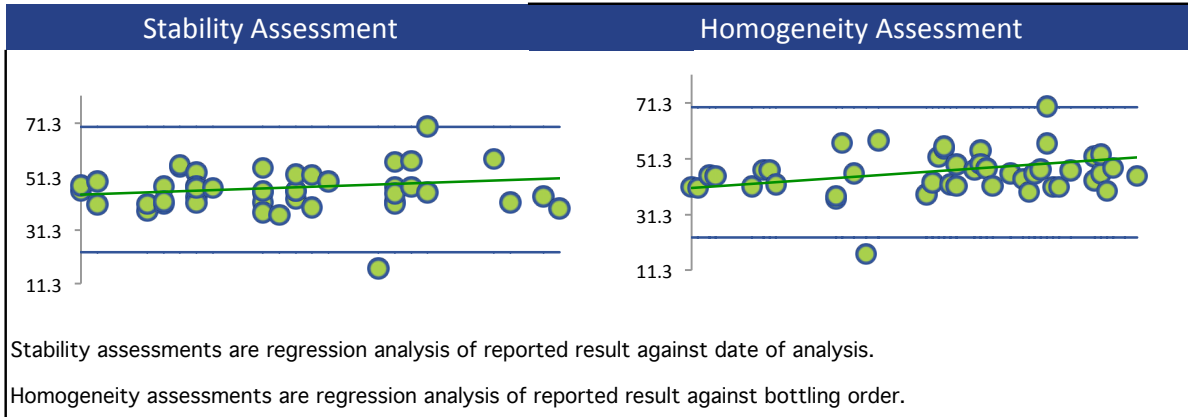 Stability Assessment
Homogeneity Assessment
71.3
51.3
31.3
11.3
71.3
51.3
31.3
11.3
Stability assessments are regression analysis of reported result against date of analysis.
Homogeneity assessments are regression analysis of reported result against bottling order.